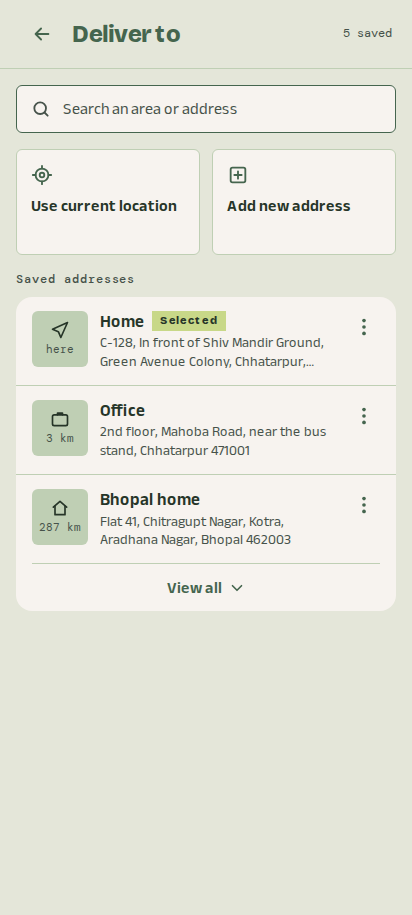 Deliver to
5 saved
Search an area or address
Use current location
Add new address
Saved addresses
Home
Selected
here
C-128, In front of Shiv Mandir Ground,
Green Avenue Colony, Chhatarpur,...
Office
3 km
2nd floor, Mahoba Road, near the bus
stand, Chhatarpur 471001
Bhopal home
287 km
Flat 41, Chitragupt Nagar, Kotra,
Aradhana Nagar, Bhopal 462003
View all